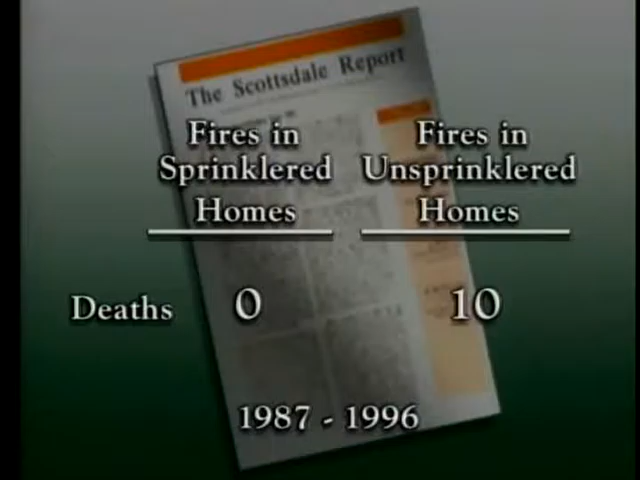 The Scottsdale Report
Fires in Fires in
Sprinklered Unsprinklered
Homes Homes
Deaths 0 10
1987 - 1996